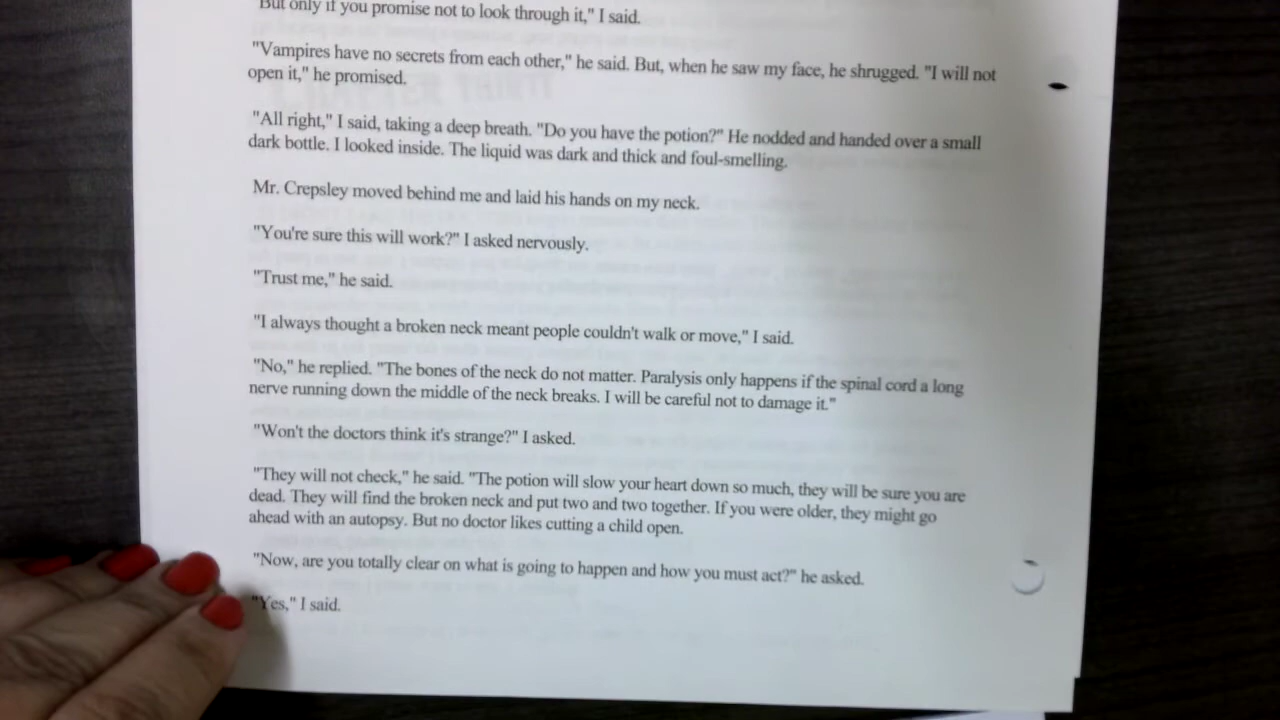 "But only if you promise not to look through it," I said.
"Vampires have no secrets from each other," he said. But, when he saw my face, he shrugged. "I will not
open it," he promised.
"All right," I said, taking a deep breath. "Do you have the potion?" He nodded and handed over a small
dark bottle. I looked inside. The liquid was dark and thick and foul-smelling.
Mr. Crepsley moved behind me and laid his hands on my neck.
"You're sure this will work?" I asked nervously.
"Trust me," he said.
"I always thought a broken neck meant people couldn't walk or move," I said.
"No," he replied. "The bones of the neck do not matter. Paralysis only happens if the spinal cord a long
nerve running down the middle of the neck breaks. I will be careful not to damage it."
"Won't the doctors think it's strange?" I asked.
"They will not check," he said. "The potion will slow your heart down so much, they will be sure you are
dead. They will find the broken neck and put two and two together. If you were older, they might go
ahead with an autopsy. But no doctor likes cutting a child open.
"Now, are you totally clear on what is going to happen and how you must act?" he asked.
"Yes," I said.